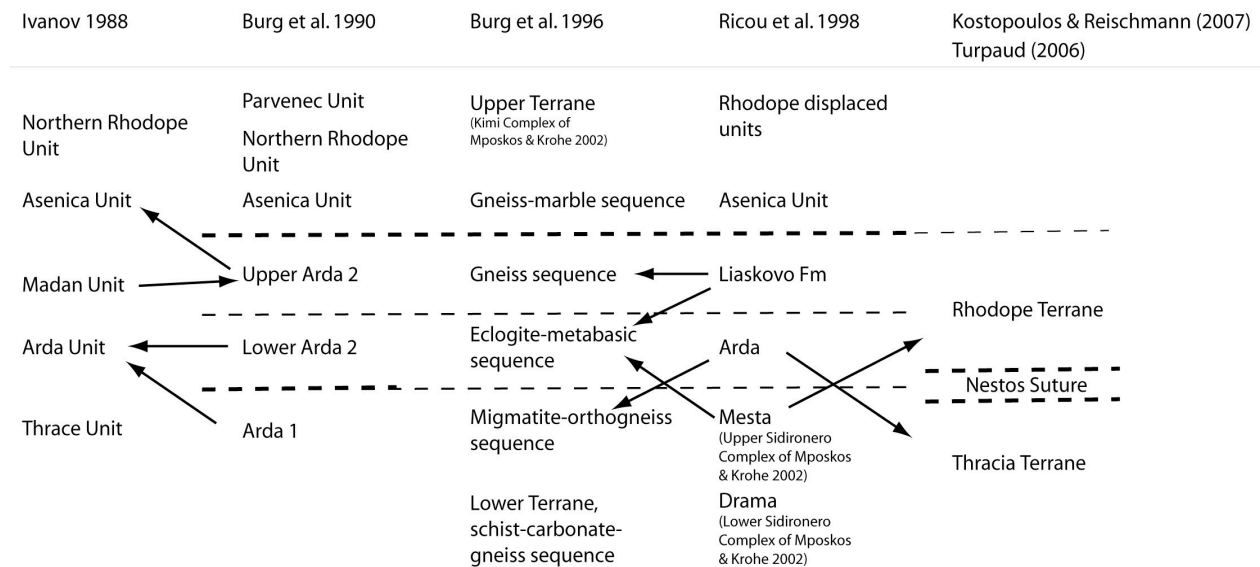 Ivanov 1988
Burg et al. 1990
Burg et al. 1996
Ricou et al. 1998
Kostopoulos & Reischmann (2007)
Turpaud (2006)
Northern Rhodope
Unit
Asenica Unit
Madan Unit
Arda Unit
Thrace Unit
Parvenec Unit
Northern Rhodope
Unit
Asenica Unit
Upper Arda 2
Lower Arda 2
Arda 1
Upper Terrane
(Kimi Complex of
Mposkos & Krohe 2002)
Gneiss-marble sequence
Gneiss sequence
Eclogite-metabasic
sequence
Migmatite-orthogneiss
sequence
Lower Terrane,
schist-carbonate-
gneiss sequence
Rhodope displaced
units
Asenica Unit
Liaskovo Fm
Arda
Mesta
(Upper Sidironero
Complex of Mposkos
& Krohe 2002)
Drama
(Lower Sidironero
Complex of Mposkos
& Krohe 2002)
Rhodope Terrane
Nestos Suture
Thracia Terrane